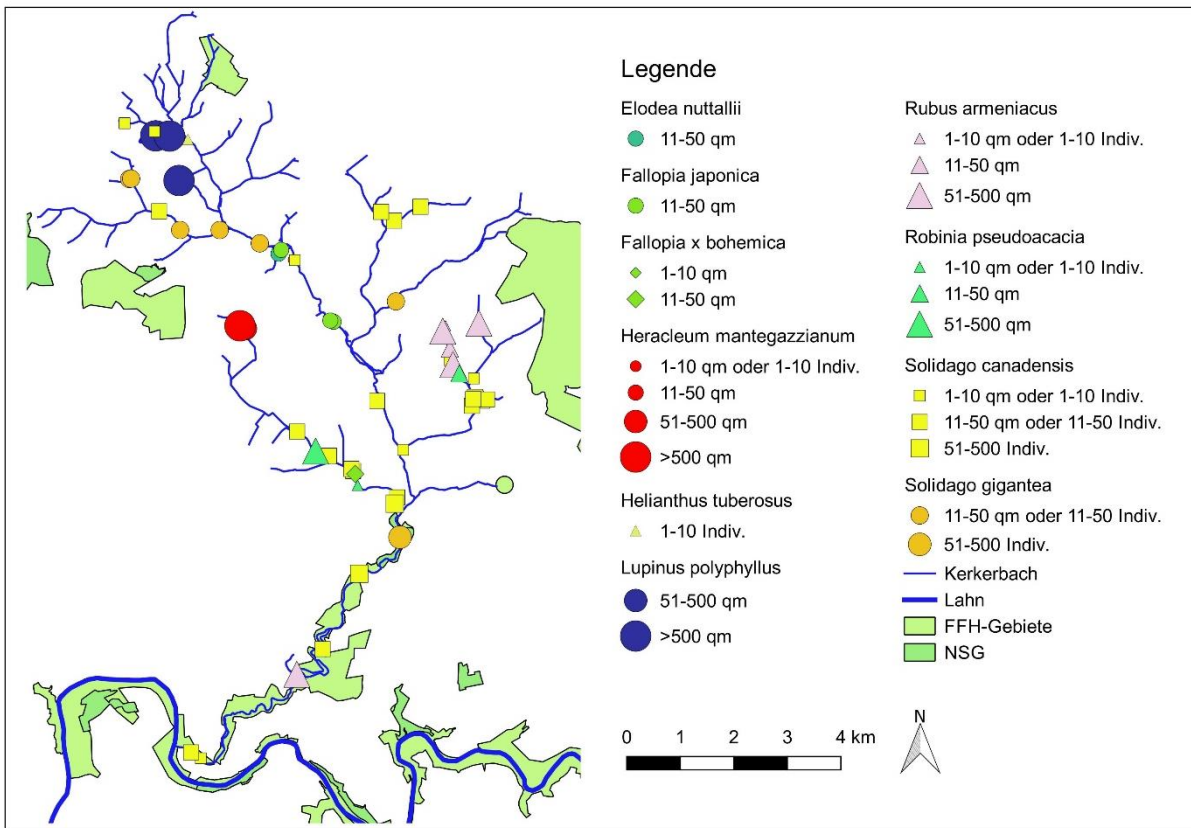 Legende
Elodea nuttallii
11-50 qm
Fallopia japonica
11-50 qm
Fallopia x bohemica
1-10 qm
11-50 qm
Heracleum mantegazzianum
1-10 qm oder 1-10 Indiv.
11-50 qm
51-500 qm
>500 qm
Helianthus tuberosus
1-10 Indiv.
Lupinus polyphyllus
51-500 qm
>500 qm
Rubus armeniacus
1-10 qm oder 1-10 Indiv.
11-50 qm
51-500 qm
Robinia pseudoacacia
1-10 qm oder 1-10 Indiv.
11-50 qm
51-500 qm
Solidago canadensis
1-10 qm oder 1-10 Indiv.
11-50 qm oder 11-50 Indiv.
51-500 Indiv.
Solidago gigantea
11-50 qm oder 11-50 Indiv.
51-500 Indiv.
Kerkerbach
Lahn
FFH-Gebiete
NSG
0 1 2 3 4 km
N